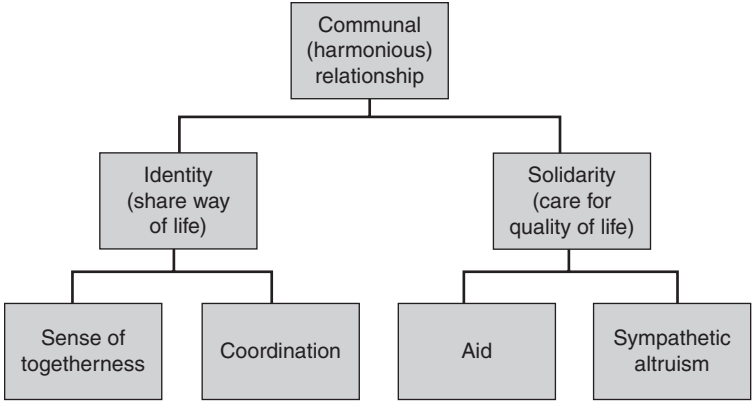 Communal
(harmonious)
relationship
Identity
(share way
of life)
Solidarity
(care for
quality of life)
Sense of
togetherness
Coordination
Aid
Sympathetic
altruism